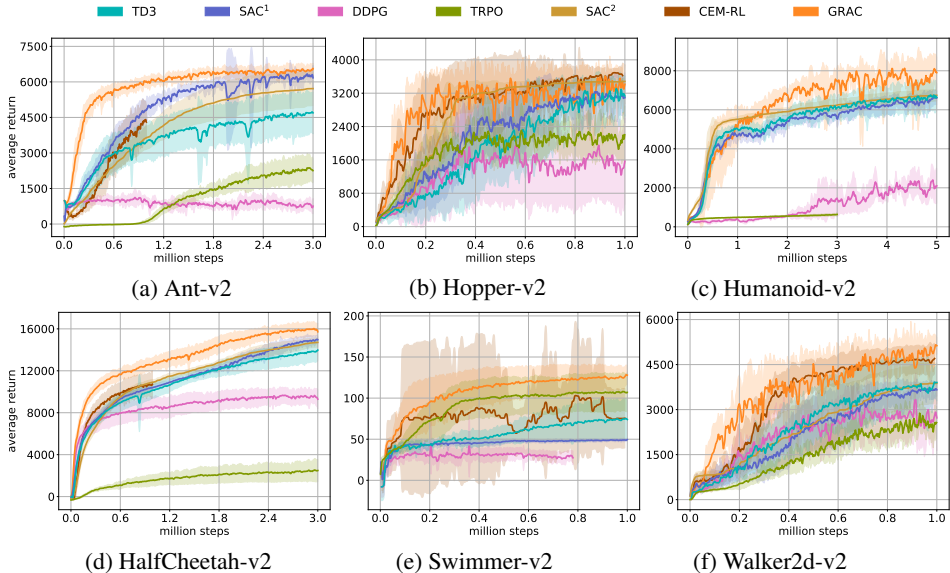 TD3 SAC¹ DDPG TRPO SAC² CEM-RL GRAC
average return
7500
6000
4500
3000
1500
0
0.0 0.6 1.2 1.8 2.4 3.0
million steps
(a) Ant-v2
4000
3200
2400
1600
800
0
0.0 0.2 0.4 0.6 0.8 1.0
million steps
(b) Hopper-v2
8000
6000
4000
2000
0
0 1 2 3 4 5
million steps
(c) Humanoid-v2
average return
16000
12000
8000
4000
0
0.0 0.6 1.2 1.8 2.4 3.0
million steps
(d) HalfCheetah-v2
200
150
100
50
0
0.0 0.2 0.4 0.6 0.8 1.0
million steps
(e) Swimmer-v2
6000
4500
3000
1500
0
0.0 0.2 0.4 0.6 0.8 1.0
million steps
(f) Walker2d-v2